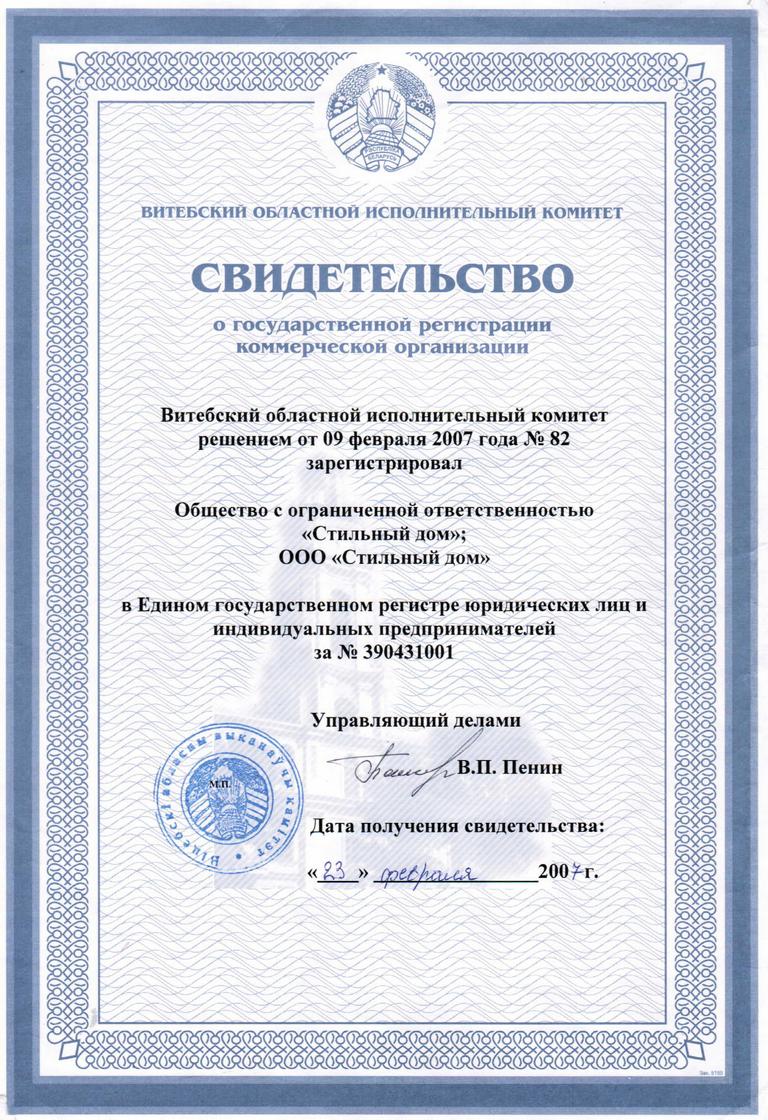 РЭСПУБЛІКА
БЕЛАРУСЬ
ВИТЕБСКИЙ ОБЛАСТНОЙ ИСПОЛНИТЕЛЬНЫЙ КОМИТЕТ
СВИДЕТЕЛЬСТВО
о государственной регистрации
коммерческой организации
Витебский областной исполнительный комитет
решением от 09 февраля 2007 года № 82
зарегистрировал
Общество с ограниченной ответственностью
«Стильный дом»;
ООО «Стильный дом»
в Едином государственном регистре юридических лиц и
индивидуальных предпринимателей
за № 390431001
Управляющий делами
В.П. Пенин
Віцебскі абласны выканаўчы камітэт
М.П.
Дата получения свидетельства:
«23» февраля 2007 г.